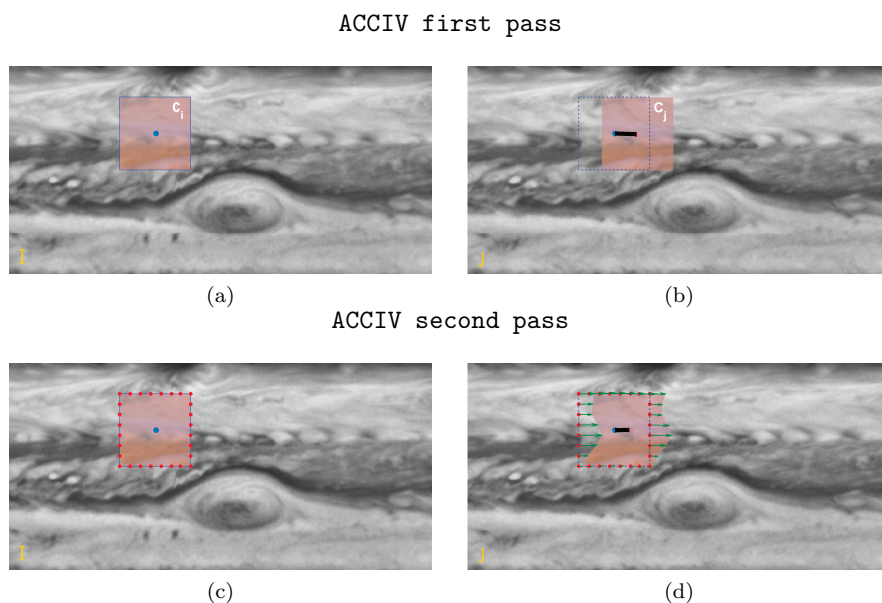 ACCIV first pass
C i
C j
i
j
(a)
(b)
ACCIV second pass
i
j
(c)
(d)